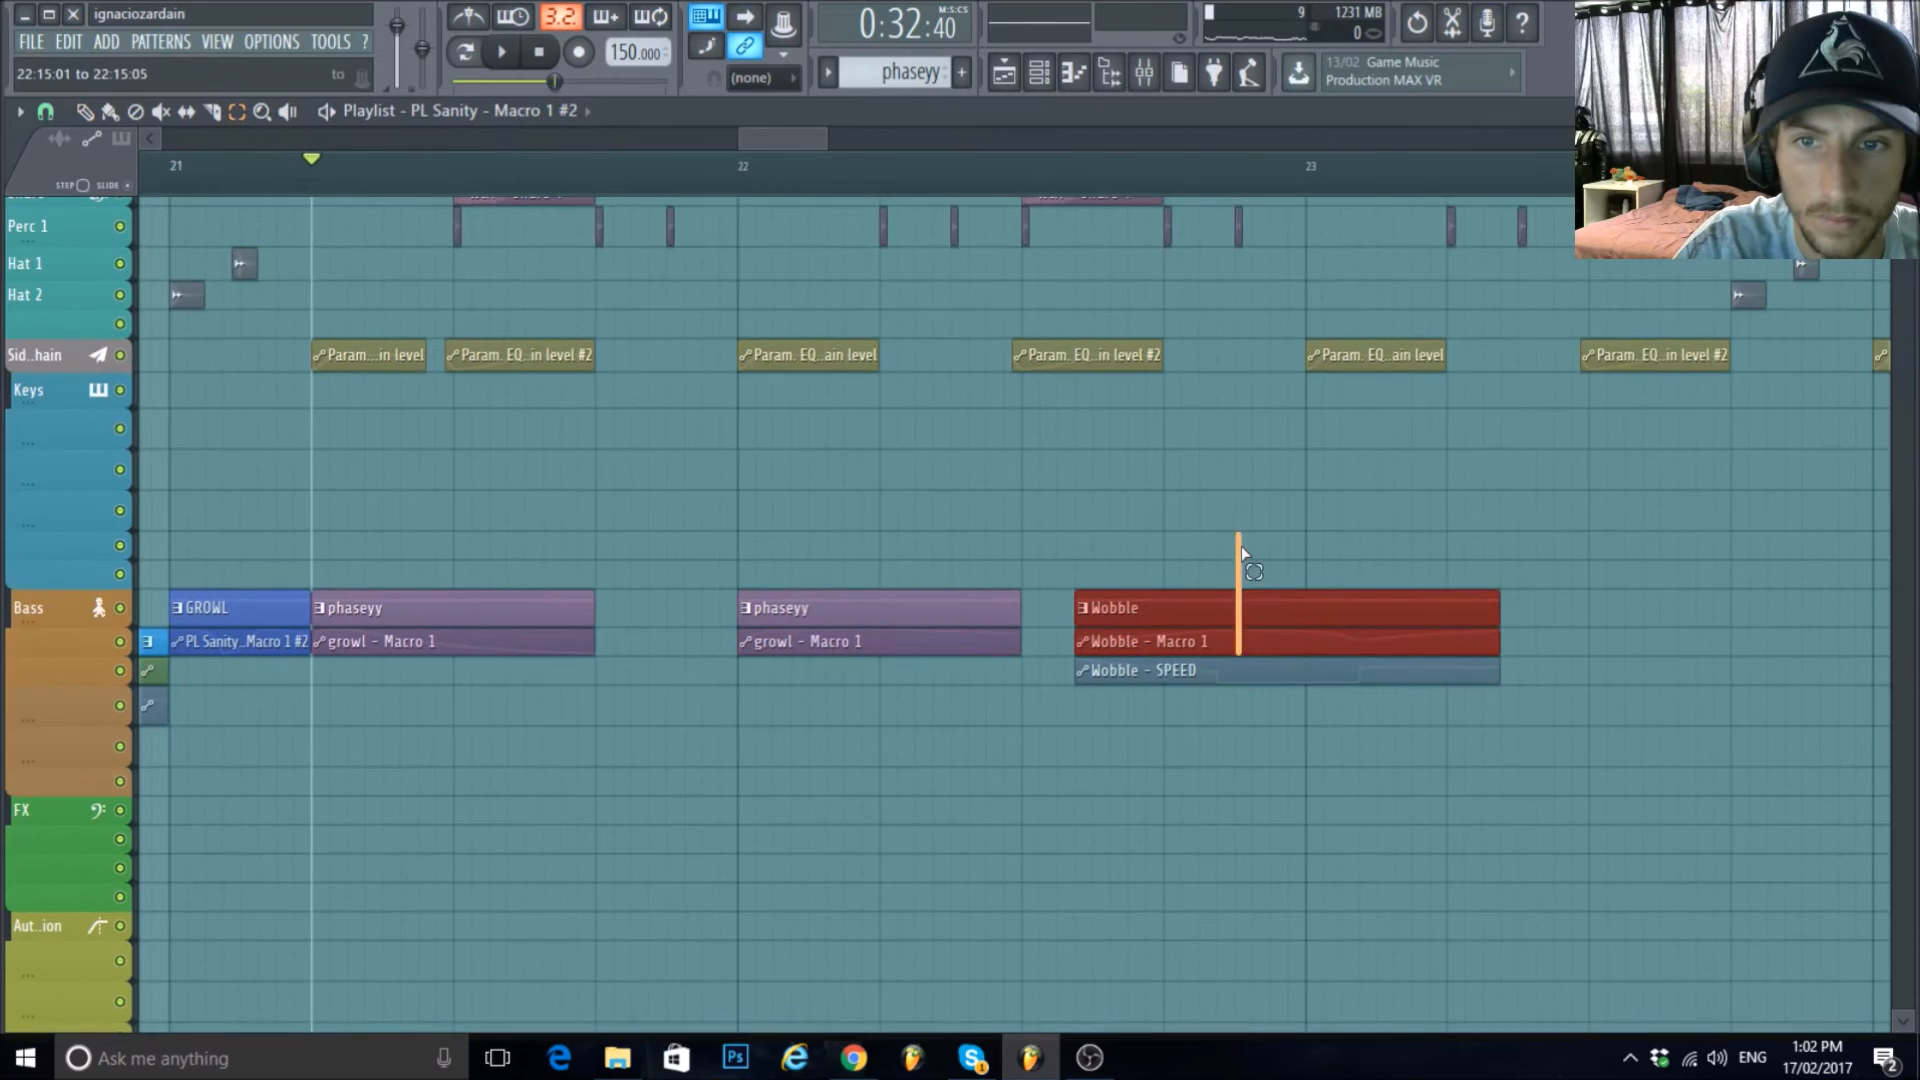 ignaciozardain
FILE EDIT ADD PATTERNS VIEW OPTIONS TOOLS ?
22:15:01 to 22:15:05
to
3.2.
150.000
(none)
0:32:40
M:S:CS
phaseyy
9
1231 MB
0
13/02 Game Music
Production MAX VR
Playlist - PL Sanity - Macro 1 #2
STEP
SLIDE
21
22
23
Perc 1
Hat 1
Hat 2
Sid..hain
Param...in level
Param. EQ..in level #2
Param. EQ..ain level
Param. EQ..in level #2
Param. EQ..ain level
Param. EQ..in level #2
Keys
Bass
GROWL
phaseyy
phaseyy
Wobble
PL Sanity..Macro 1 #2
growl - Macro 1
growl - Macro 1
Wobble - Macro 1
Wobble - SPEED
FX
Aut..ion
Ask me anything
Ps
ENG
1:02 PM
17/02/2017
2